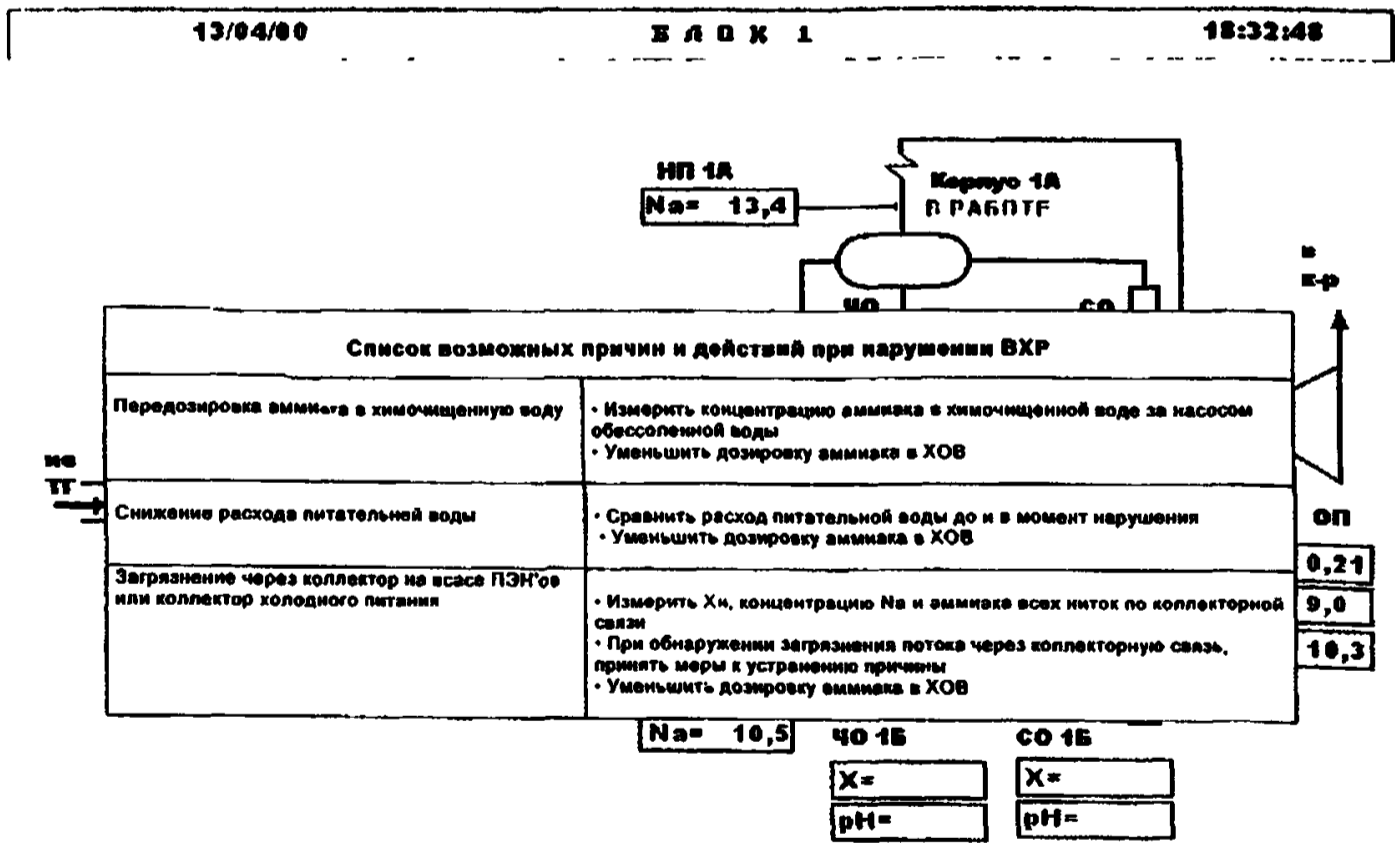 13/04/00 БЛОК 1 18:32:48
НП 1А
Na= 13,4
Корпус 1А
В РАБОТЕ
в
к-р
ЧО
СО
Список возможных причин и действий при нарушении ВХР
Передозировка аммиака в химочищенную воду
• Измерить концентрацию аммиака в химочищенной воде за насосом
обессоленной воды
• Уменьшить дозировку аммиака в ХОВ
из
ТГ
Снижение расхода питательной воды
• Сравнить расход питательной воды до и в момент нарушения
• Уменьшить дозировку аммиака в ХОВ
ОП
0,21
9,0
10,3
Загрязнение через коллектор на всасе ПЭН'ов
или коллектор холодного питания
• Измерить Хн, концентрацию Na и аммиака всех ниток по коллекторной
связи
• При обнаружении загрязнения потока через коллекторную связь,
принять меры к устранению причины
• Уменьшить дозировку аммиака в ХОВ
Na= 10,5
ЧО 1Б
СО 1Б
X=
X=
pH=
pH=